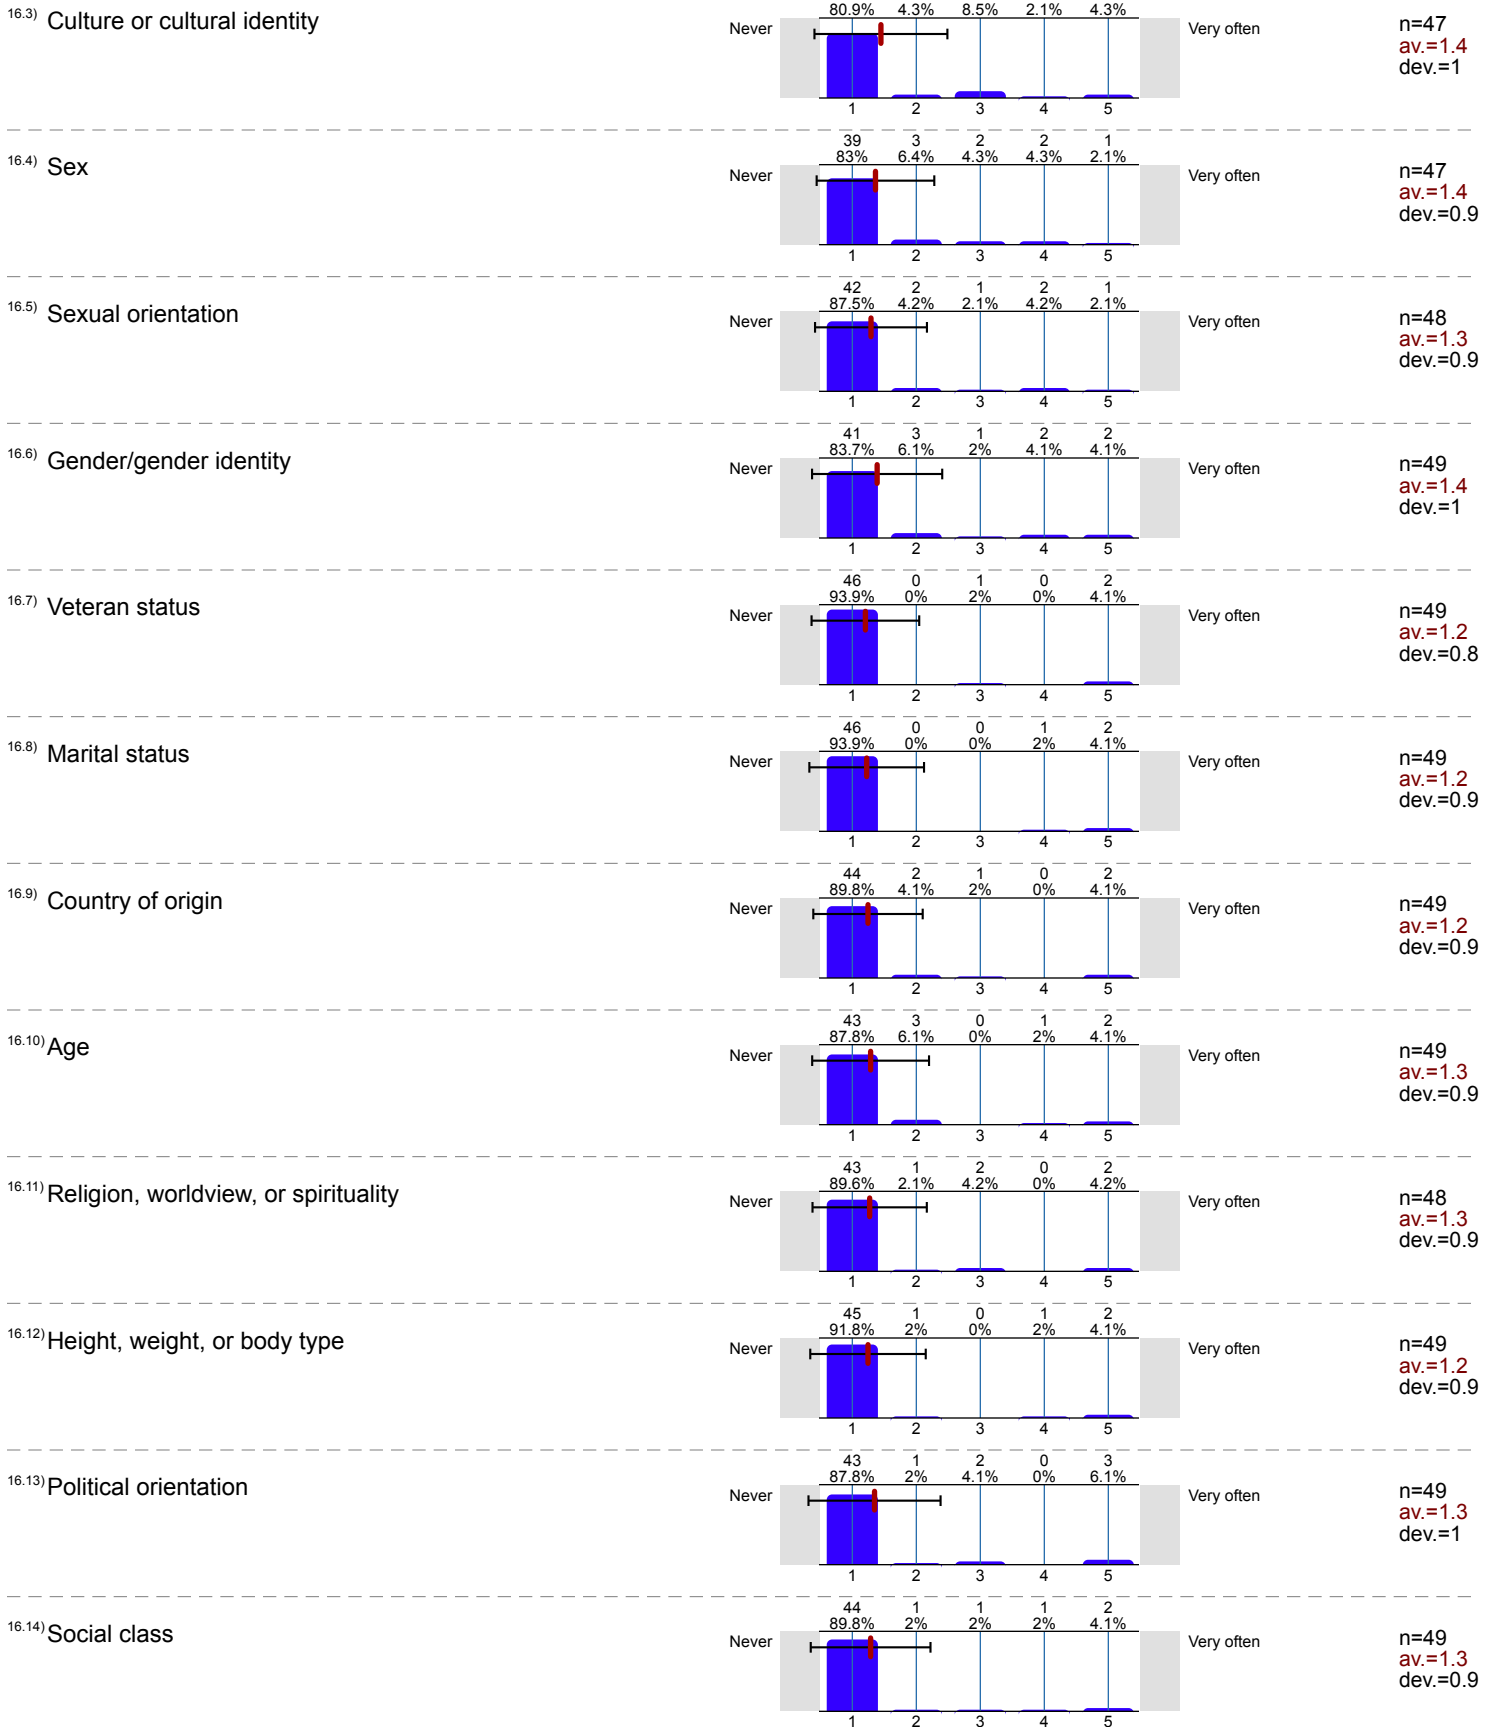 80.9% 4.3% 8.5% 2.1% 4.3%
16.3) Culture or cultural identity Never Very often n=47
av.=1.4
dev.=1
1 2 3 4 5
39 3 2 2 1
83% 6.4% 4.3% 4.3% 2.1%
16.4) Sex Never Very often n=47
av.=1.4
dev.=0.9
1 2 3 4 5
42 2 1 2 1
87.5% 4.2% 2.1% 4.2% 2.1%
16.5) Sexual orientation Never Very often n=48
av.=1.3
dev.=0.9
1 2 3 4 5
41 3 1 2 2
83.7% 6.1% 2% 4.1% 4.1%
16.6) Gender/gender identity Never Very often n=49
av.=1.4
dev.=1
1 2 3 4 5
46 0 1 0 2
93.9% 0% 2% 0% 4.1%
16.7) Veteran status Never Very often n=49
av.=1.2
dev.=0.8
1 2 3 4 5
46 0 0 1 2
93.9% 0% 0% 2% 4.1%
16.8) Marital status Never Very often n=49
av.=1.2
dev.=0.9
1 2 3 4 5
44 2 1 0 2
89.8% 4.1% 2% 0% 4.1%
16.9) Country of origin Never Very often n=49
av.=1.2
dev.=0.9
1 2 3 4 5
43 3 0 1 2
87.8% 6.1% 0% 2% 4.1%
16.10) Age Never Very often n=49
av.=1.3
dev.=0.9
1 2 3 4 5
43 1 2 0 2
89.6% 2.1% 4.2% 0% 4.2%
16.11) Religion, worldview, or spirituality Never Very often n=48
av.=1.3
dev.=0.9
1 2 3 4 5
45 1 0 1 2
91.8% 2% 0% 2% 4.1%
16.12) Height, weight, or body type Never Very often n=49
av.=1.2
dev.=0.9
1 2 3 4 5
43 1 2 0 3
87.8% 2% 4.1% 0% 6.1%
16.13) Political orientation Never Very often n=49
av.=1.3
dev.=1
1 2 3 4 5
44 1 1 1 2
89.8% 2% 2% 2% 4.1%
16.14) Social class Never Very often n=49
av.=1.3
dev.=0.9
1 2 3 4 5